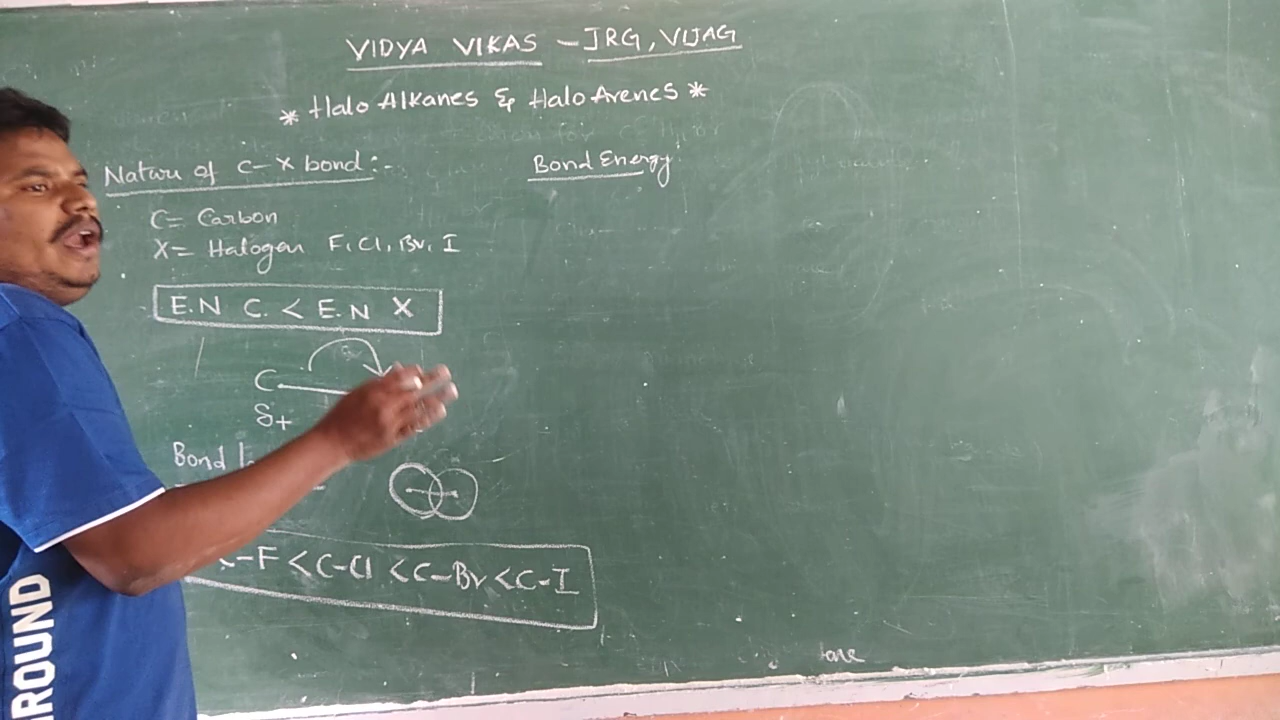 VIDYA VIKAS - JRG, VIJAG
* Halo Alkanes & Halo Arenes *
Nature of C-X bond :-
C = Carbon
X = Halogen F, Cl, Br, I
E.N C. < E.N X
C
δ+
Bond
-F < C-Cl < C-Br < C-I
Bond Energy
ROUND